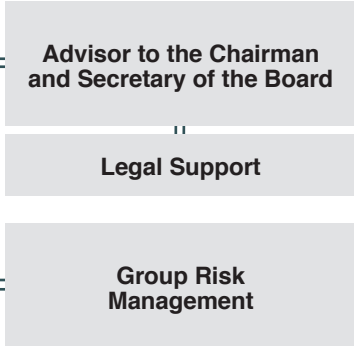 Advisor to the Chairman
and Secretary of the Board
Legal Support
Group Risk
Management